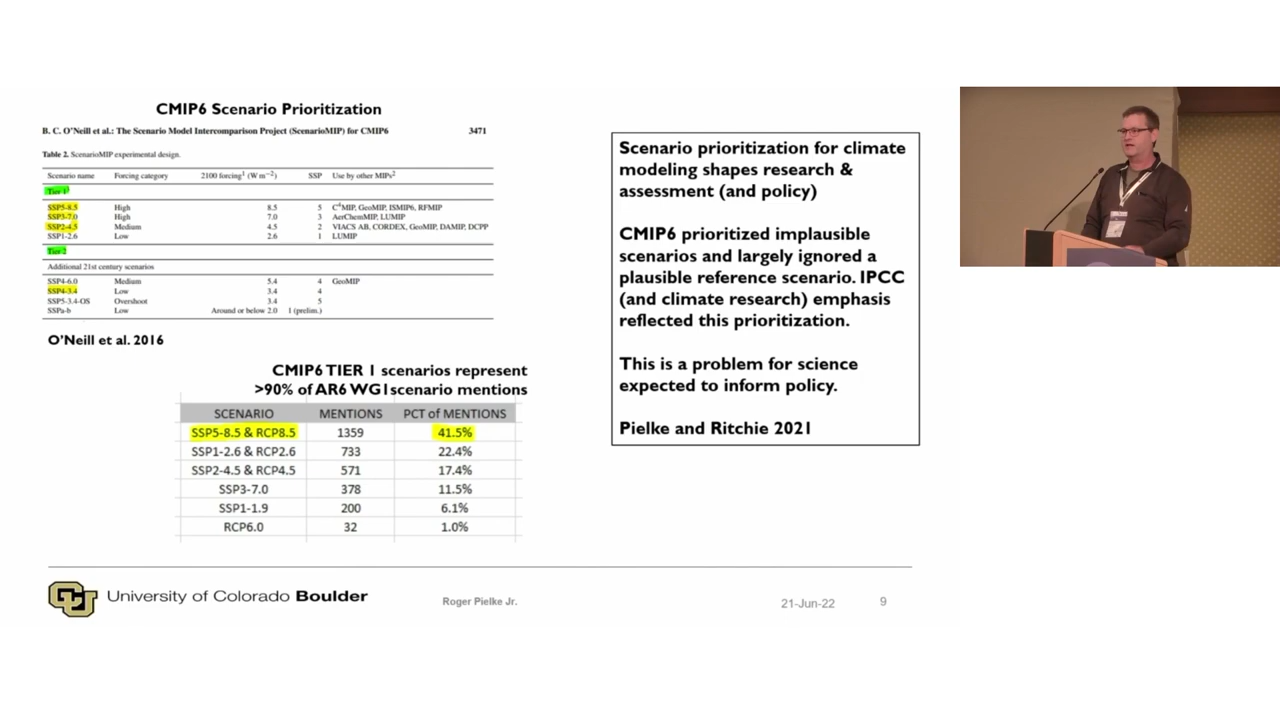 CMIP6 Scenario Prioritization
B. C. O'Neill et al.: The Scenario Model Intercomparison Project (ScenarioMIP) for CMIP6 3471
Table 2. ScenarioMIP experimental design.
Scenario name Forcing category 2100 forcing¹ (W m⁻²) SSP Use by other MIPs²
Tier 1
SSP5-8.5 High 8.5 5 C⁴MIP, GeoMIP, ISMIP6, RFMIP
SSP3-7.0 High 7.0 3 AerChemMIP, LUMIP
SSP2-4.5 Medium 4.5 2 VIACS AB, CORDEX, GeoMIP, DAMIP, DCPP
SSP1-2.6 Low 2.6 1 LUMIP
Tier 2
Additional 21st century scenarios
SSP4-6.0 Medium 5.4 4 GeoMIP
SSP4-3.4 Low 3.4 4
SSP5-3.4-OS Overshoot 3.4 5
SSPa-b Low Around or below 2.0 1 (prelim.)
O'Neill et al. 2016
CMIP6 TIER 1 scenarios represent
>90% of AR6 WG1scenario mentions
SCENARIO MENTIONS PCT of MENTIONS
SSP5-8.5 & RCP8.5 1359 41.5%
SSP1-2.6 & RCP2.6 733 22.4%
SSP2-4.5 & RCP4.5 571 17.4%
SSP3-7.0 378 11.5%
SSP1-1.9 200 6.1%
RCP6.0 32 1.0%
Scenario prioritization for climate
modeling shapes research &
assessment (and policy)
CMIP6 prioritized implausible
scenarios and largely ignored a
plausible reference scenario. IPCC
(and climate research) emphasis
reflected this prioritization.
This is a problem for science
expected to inform policy.
Pielke and Ritchie 2021
CU University of Colorado Boulder
Roger Pielke Jr.
21-Jun-22 9